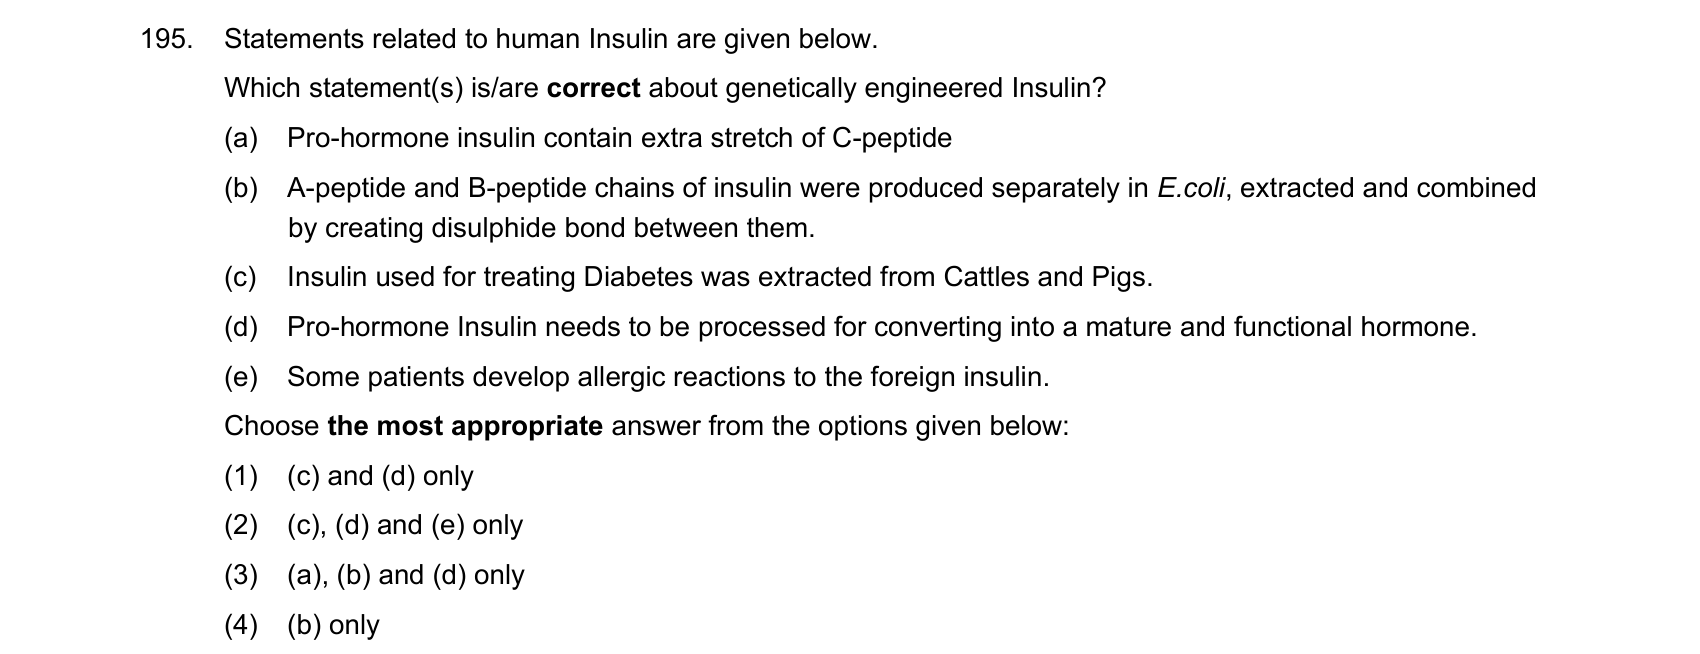 195. Statements related to human Insulin are given below.
Which statement(s) is/are correct about genetically engineered Insulin?
(a) Pro-hormone insulin contain extra stretch of C-peptide
(b) A-peptide and B-peptide chains of insulin were produced separately in E.coli, extracted and combined
by creating disulphide bond between them.
(c) Insulin used for treating Diabetes was extracted from Cattles and Pigs.
(d) Pro-hormone Insulin needs to be processed for converting into a mature and functional hormone.
(e) Some patients develop allergic reactions to the foreign insulin.
Choose the most appropriate answer from the options given below:
(1) (c) and (d) only
(2) (c), (d) and (e) only
(3) (a), (b) and (d) only
(4) (b) only